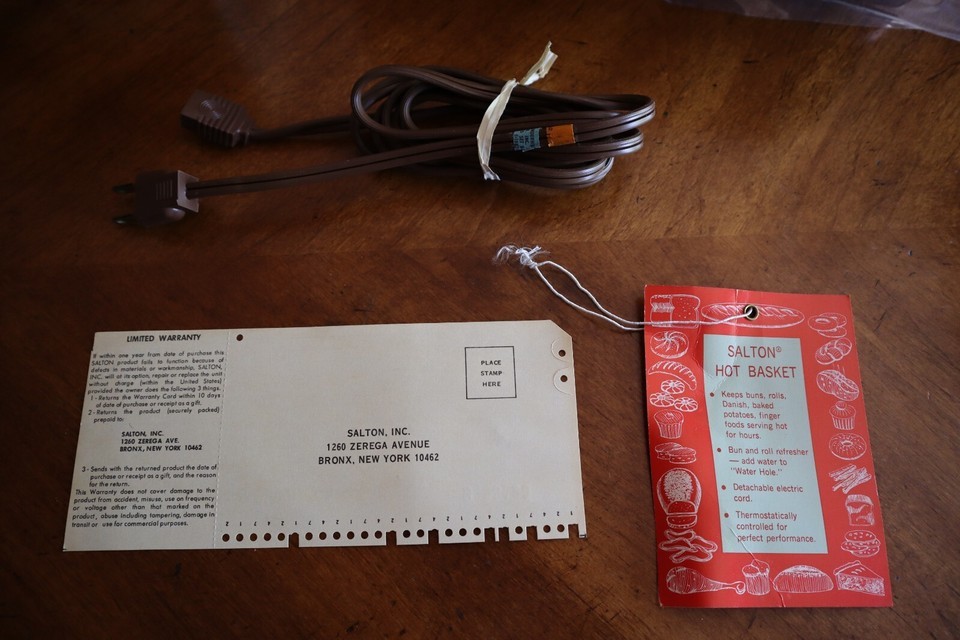 LIMITED WARRANTY
If within one year from date of purchase this
SALTON product fails to function because of
defects in materials or workmanship, SALTON,
INC. will at its option, repair or replace the unit
without charge (within the United States)
provided the owner does the following 3 things.
1 - Returns the Warranty Card within 10 days
of date of purchase or receipt as a gift.
2 - Returns the product (securely packed)
prepaid to:
SALTON, INC.
1260 ZEREGA AVE.
BRONX, NEW YORK 10462
3 - Sends with the returned product the date of
purchase or receipt as a gift, and the reason
for the return.
This Warranty does not cover damage to the
product from accident, misuse, use on frequency
or voltage other than that marked on the
product, abuse including tampering, damage in
transit or use for commercial purposes.
PLACE
STAMP
HERE
SALTON, INC.
1260 ZEREGA AVENUE
BRONX, NEW YORK 10462
SALTON®
HOT BASKET
• Keeps buns, rolls,
Danish, baked
potatoes, finger
foods serving hot
for hours.
• Bun and roll refresher
— add water to
"Water Hole."
• Detachable electric
cord.
• Thermostatically
controlled for
perfect performance.